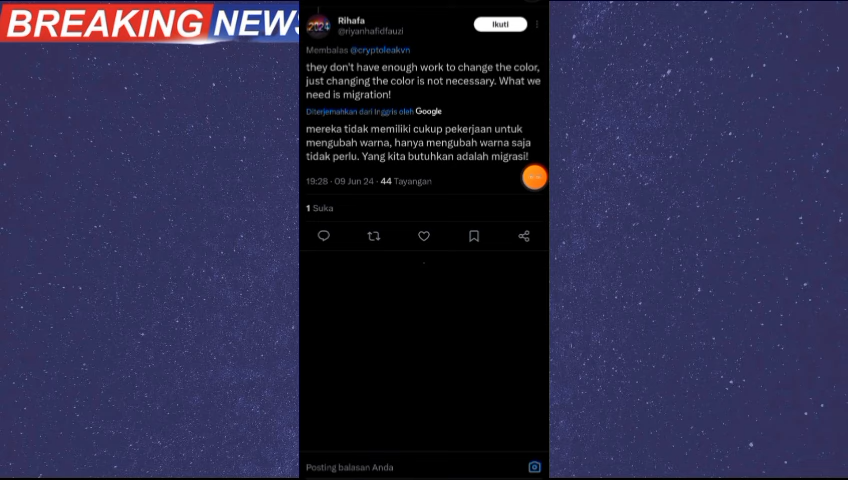 BREAKING NEWS
2024
Rihafa
@riyanhafidfauzi
Ikuti
Membalas @cryptoleakvn
they don't have enough work to change the color,
just changing the color is not necessary. What we
need is migration!
Diterjemahkan dari Inggris oleh Google
mereka tidak memiliki cukup pekerjaan untuk
mengubah warna, hanya mengubah warna saja
tidak perlu. Yang kita butuhkan adalah migrasi!
19:28 · 09 Jun 24 · 44 Tayangan
1 Suka
Posting balasan Anda